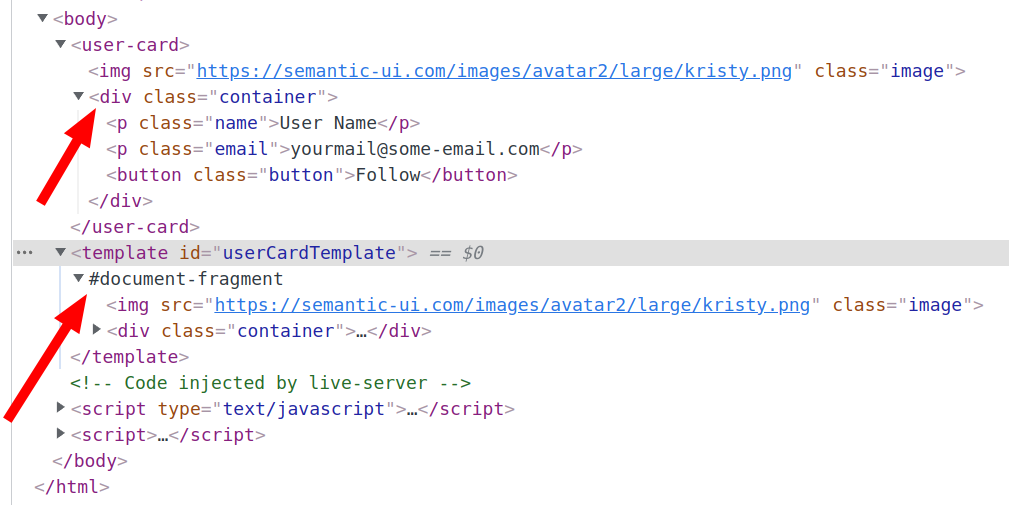 <body>
<user-card>
<img src="https://semantic-ui.com/images/avatar2/large/kristy.png" class="image">
<div class="container">
<p class="name">User Name</p>
<p class="email">yourmail@some-email.com</p>
<button class="button">Follow</button>
</div>
</user-card>
<template id="userCardTemplate"> == $0
#document-fragment
<img src="https://semantic-ui.com/images/avatar2/large/kristy.png" class="image">
<div class="container">…</div>
</template>
<!-- Code injected by live-server -->
<script type="text/javascript">…</script>
<script>…</script>
</body>
</html>